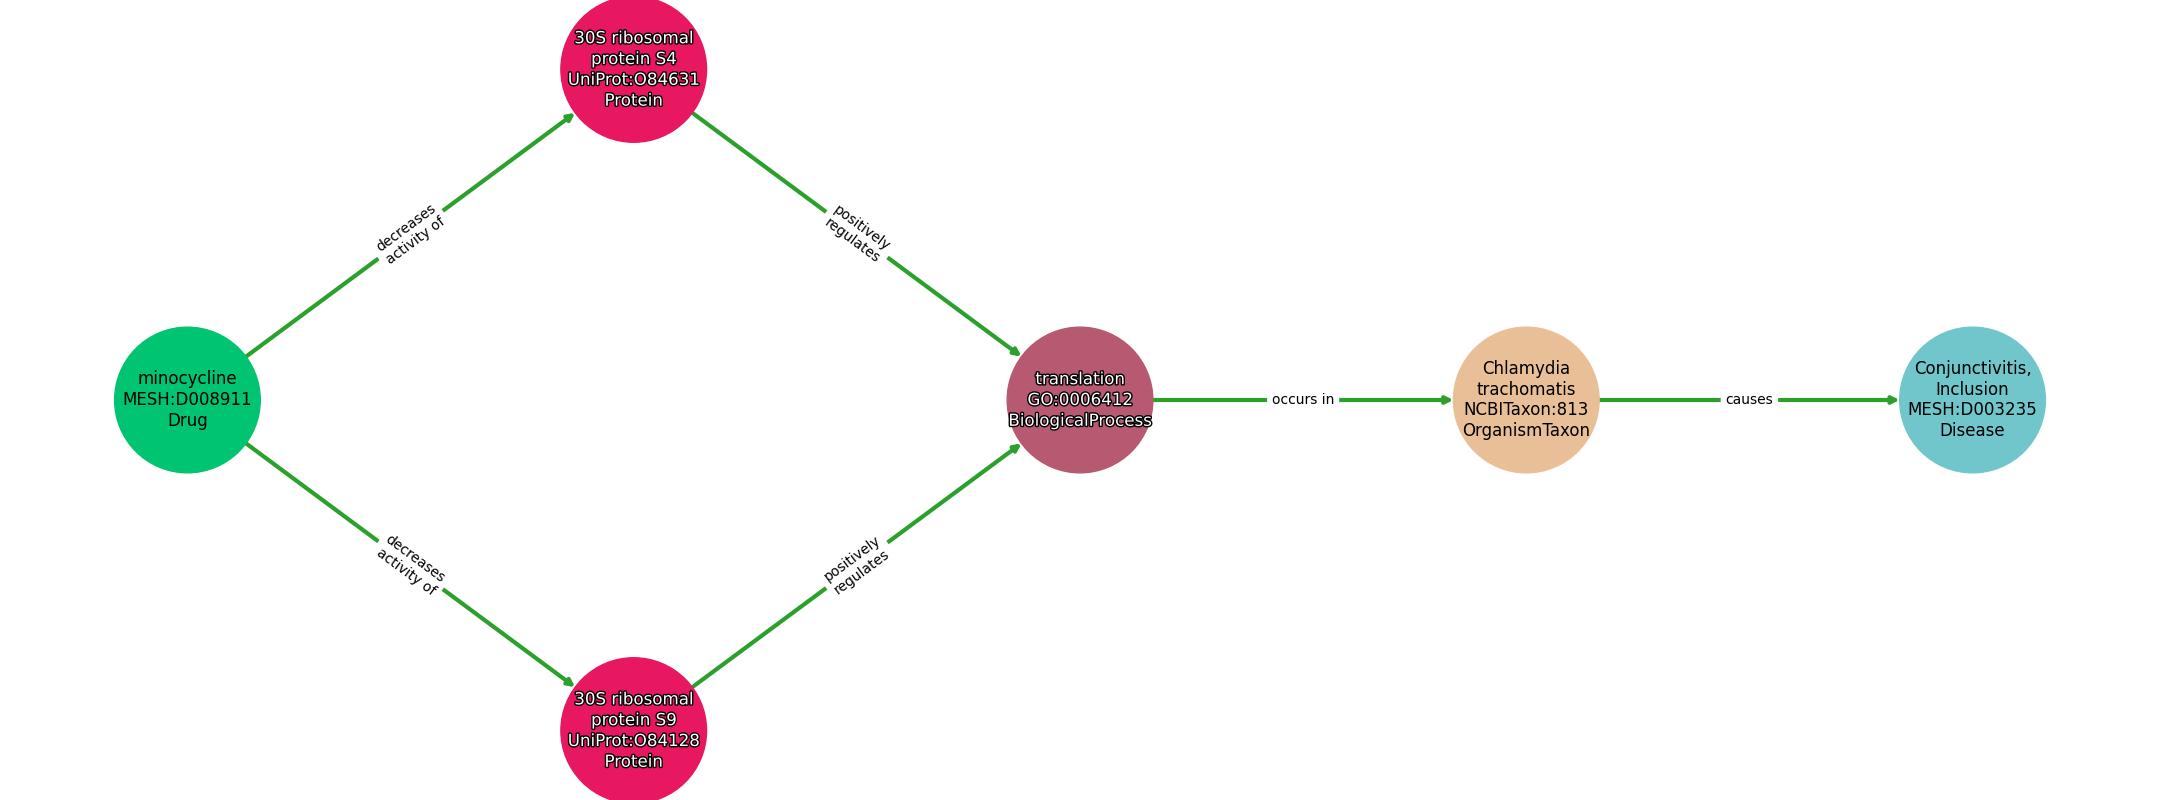 30S ribosomal
protein S4
UniProt:O84631
Protein
decreases
activity of
positively
regulates
minocycline
MESH:D008911
Drug
translation
GO:0006412
BiologicalProcess
occurs in
Chlamydia
trachomatis
NCBITaxon:813
OrganismTaxon
causes
Conjunctivitis,
Inclusion
MESH:D003235
Disease
decreases
activity of
positively
regulates
30S ribosomal
protein S9
UniProt:O84128
Protein